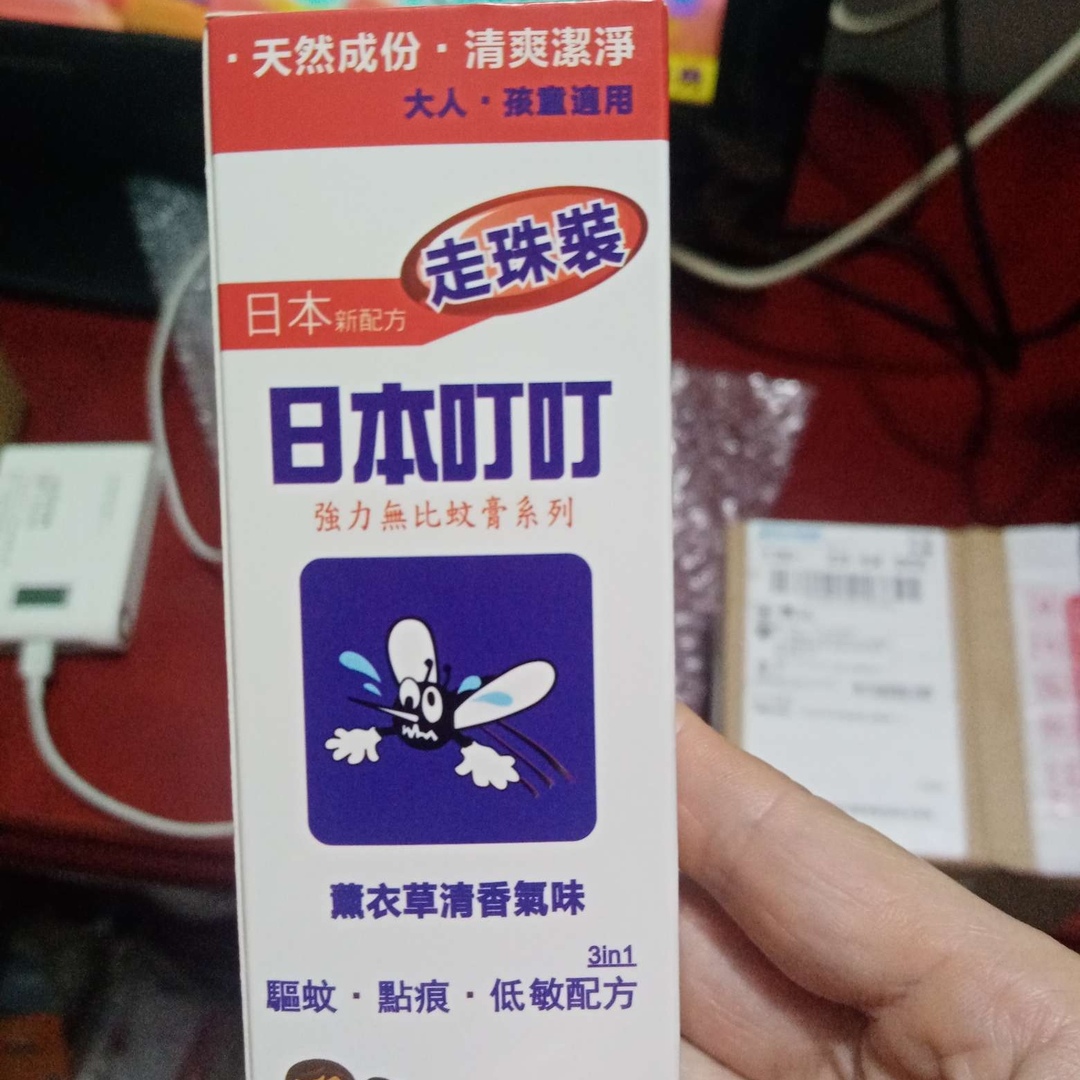 ·天然成份·清爽潔淨
大人·孩童適用
走珠裝
日本新配方
日本叮叮
強力無比蚊膏系列
薰衣草清香氣味
3in1
驅蚊·點痕·低敏配方